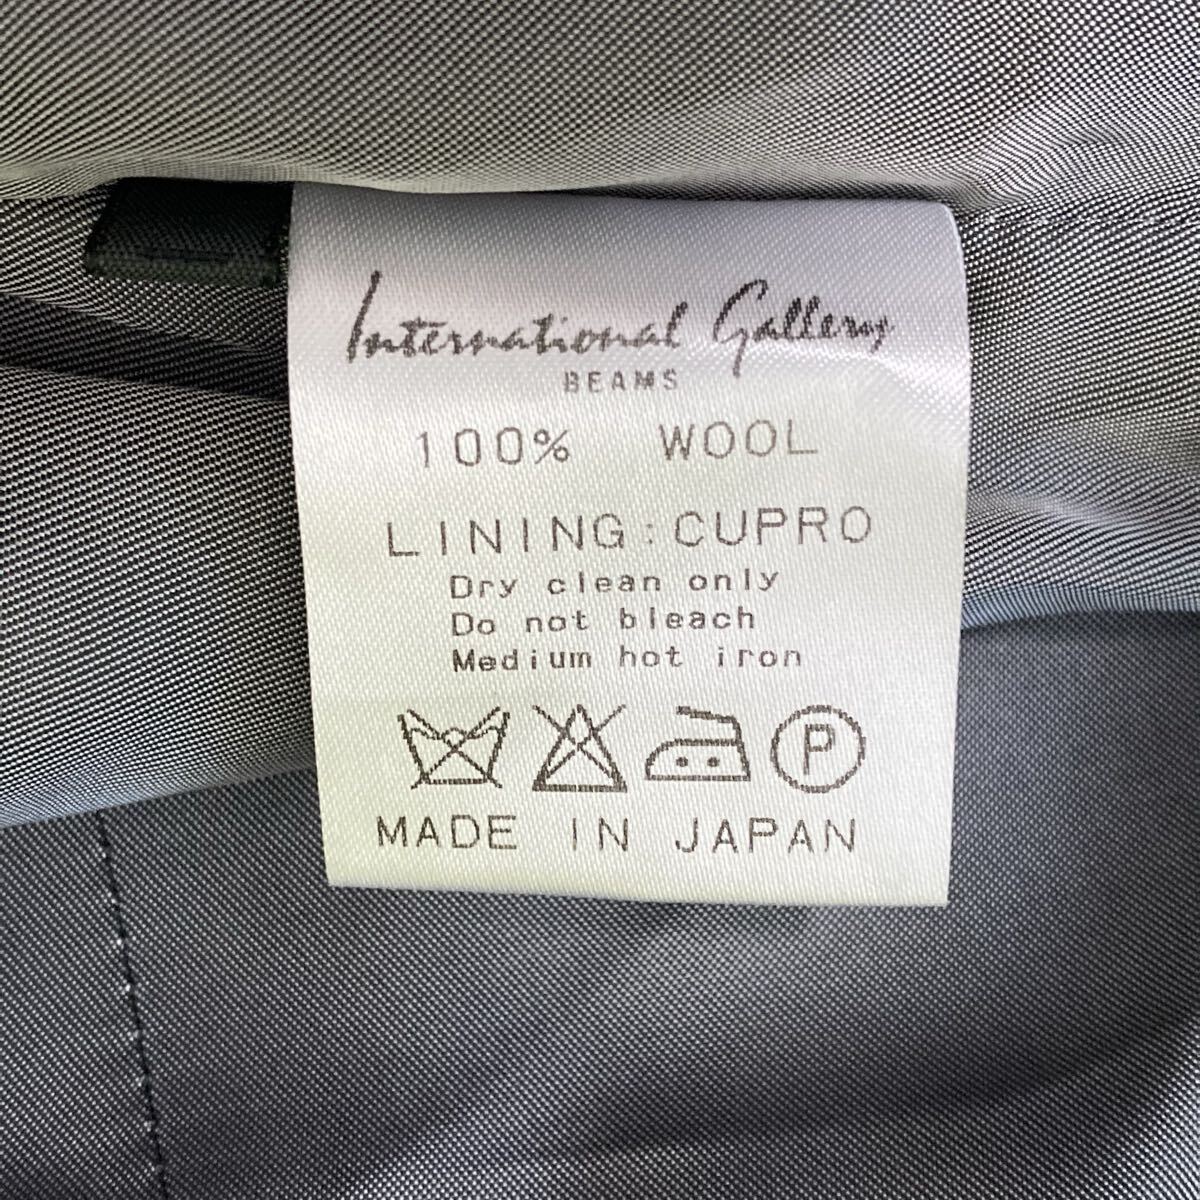 International Gallery
BEAMS
100% WOOL
LINING:CUPRO
Dry clean only
Do not bleach
Medium hot iron
P
MADE IN JAPAN